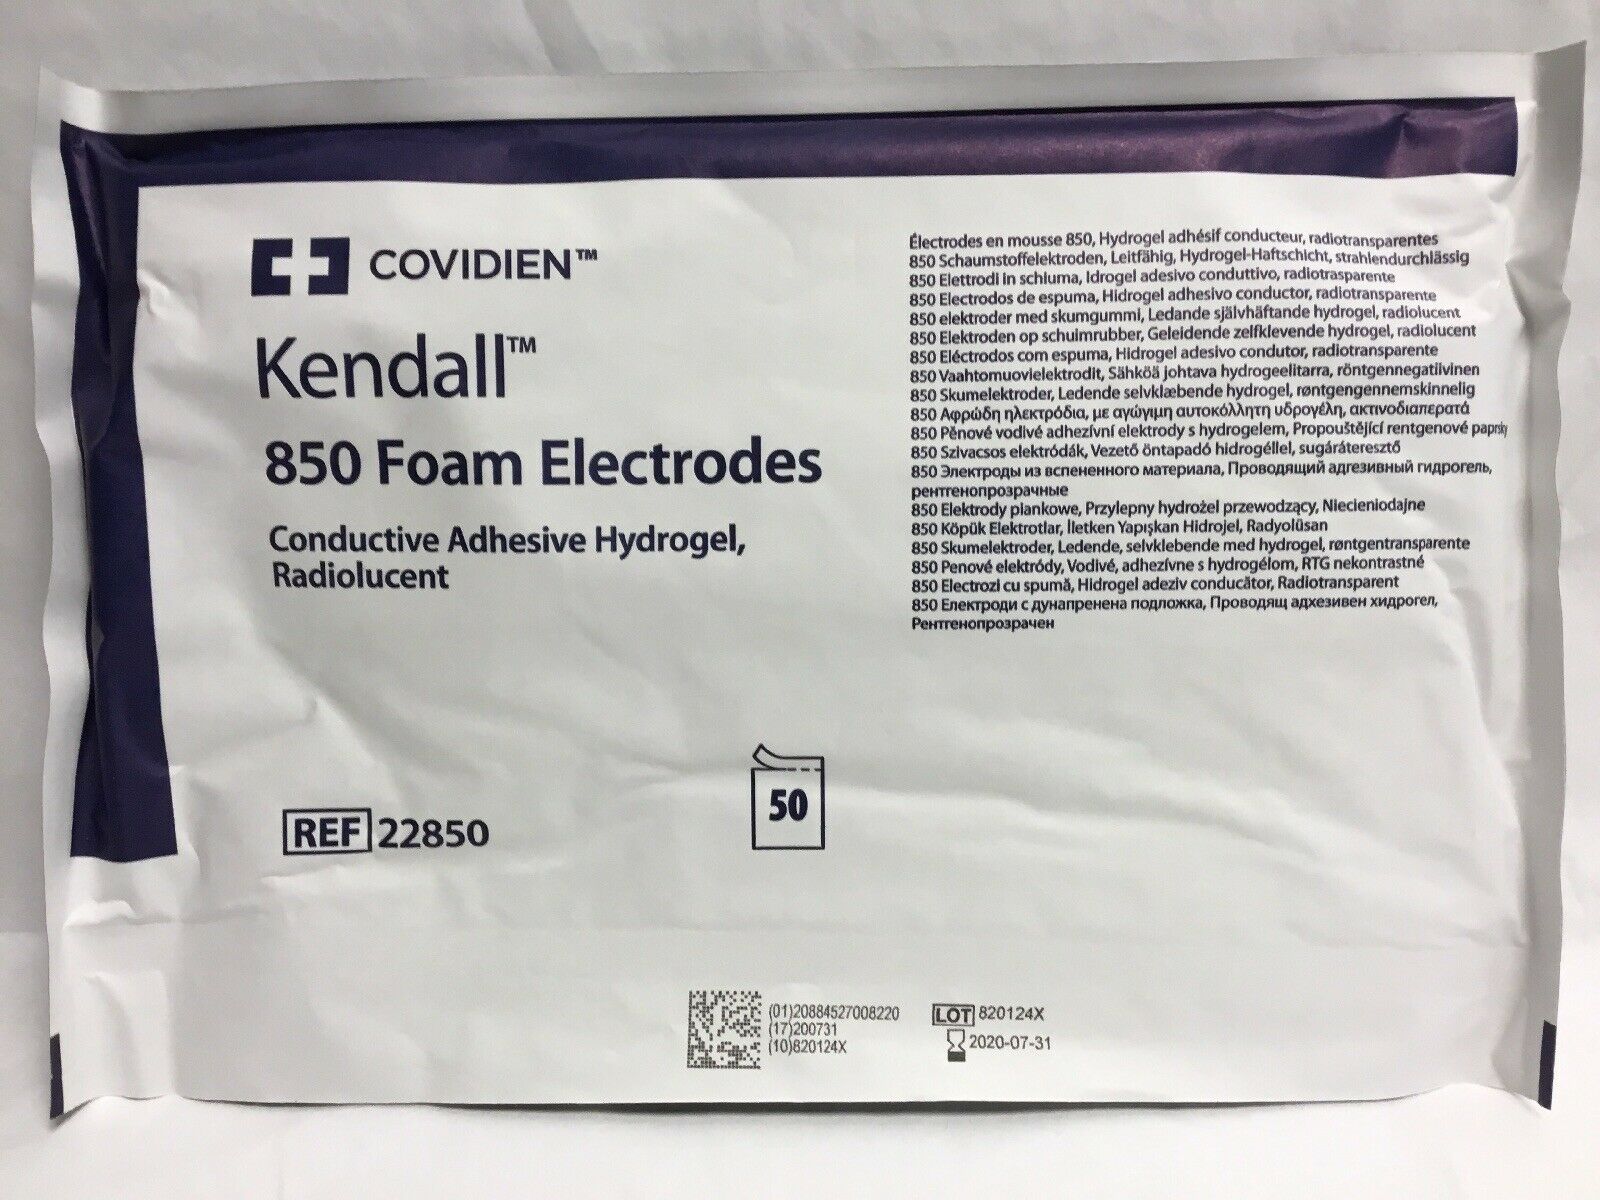 COVIDIEN™
Kendall™
850 Foam Electrodes
Conductive Adhesive Hydrogel,
Radiolucent
REF 22850
50
Électrodes en mousse 850, Hydrogel adhésif conducteur, radiotransparentes
850 Schaumstoffelektroden, Leitfähig, Hydrogel-Haftschicht, strahlendurchlässig
850 Elettrodi in schiuma, Idrogel adesivo conduttivo, radiotrasparente
850 Electrodos de espuma, Hidrogel adhesivo conductor, radiotransparente
850 elektroder med skumgummi, Ledande självhäftande hydrogel, radiolucent
850 Elektroden op schuimrubber, Geleidende zelfklevende hydrogel, radiolucent
850 Eléctrodos com espuma, Hidrogel adesivo condutor, radiotransparente
850 Vaahtomuovielektrodit, Sähköä johtava hydrogeelitarra, röntgennegatiivinen
850 Skumelektroder, Ledende selvklæbende hydrogel, røntgengennemskinnelig
850 Αφρώδη ηλεκτρόδια, με αγώγιμη αυτοκόλλητη υδρογέλη, ακτινοδιαπερατά
850 Pěnové vodivé adhezívní elektrody s hydrogelem, Propouštějící rentgenové paprsky
850 Szivacsos elektródák, Vezető öntapadó hidrogéllel, sugáráteresztő
850 Электроды из вспененного материала, Проводящий адгезивный гидрогель,
рентгенопрозрачные
850 Elektrody piankowe, Przylepny hydrożel przewodzący, Niecieniodajne
850 Köpük Elektrotlar, İletken Yapışkan Hidrojel, Radyolüsan
850 Skumelektroder, Ledende, selvklebende med hydrogel, røntgentransparente
850 Penové elektródy, Vodivé, adhezívne s hydrogélom, RTG nekontrastné
850 Electrozi cu spumă, Hidrogel adeziv conducător, Radiotransparent
850 Електроди с дунапренена подложка, Проводящ адхезивен хидрогел,
Рентгенопрозрачен
(01)20884527008220
(17)200731
(10)820124X
LOT 820124X
2020-07-31